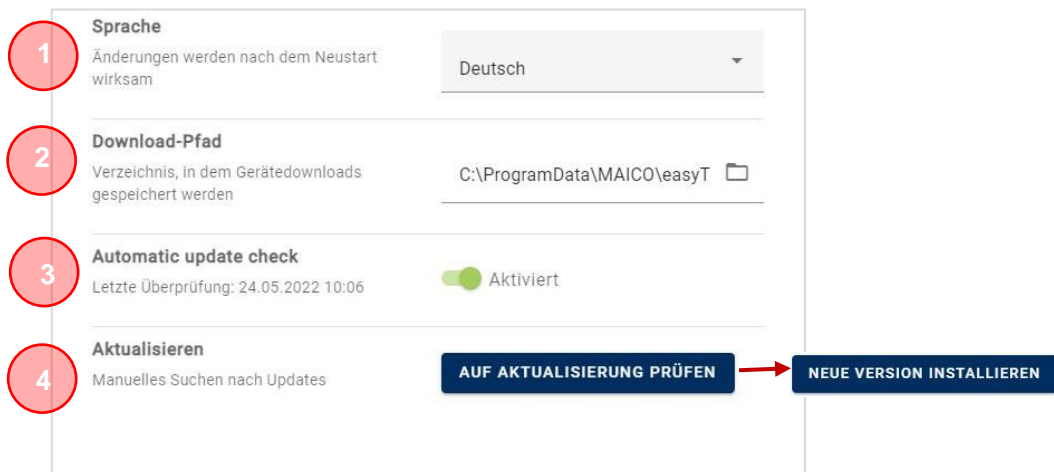 1
Sprache
Änderungen werden nach dem Neustart
wirksam
Deutsch
2
Download-Pfad
Verzeichnis, in dem Gerätedownloads
gespeichert werden
C:\ProgramData\MAICO\easyT
3
Automatic update check
Letzte Überprüfung: 24.05.2022 10:06
Aktiviert
4
Aktualisieren
Manuelles Suchen nach Updates
AUF AKTUALISIERUNG PRÜFEN
NEUE VERSION INSTALLIEREN